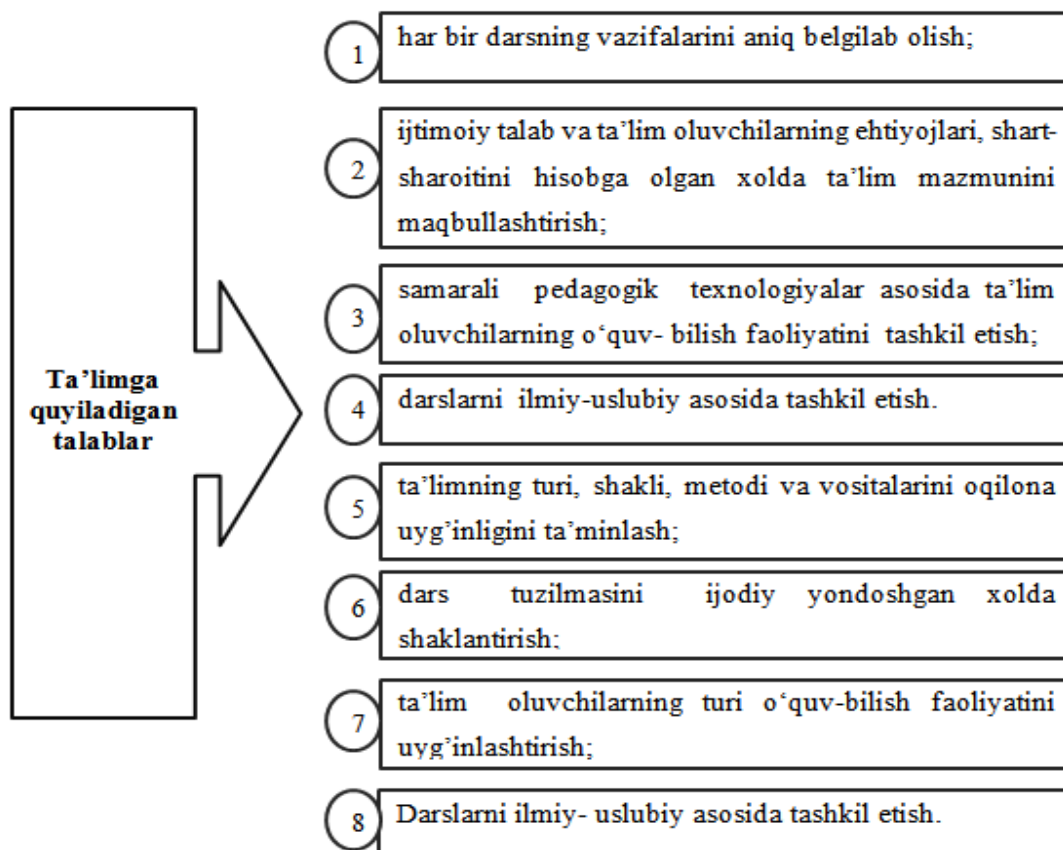 1
har bir darsning vazifalarini aniq belgilab olish;
2
ijtimoiy talab va ta’lim oluvchilarning ehtiyojlari, shart-
sharoitini hisobga olgan xolda ta’lim mazmunini
maqbullashtirish;
3
samarali pedagogik texnologiyalar asosida ta’lim
oluvchilarning o‘quv- bilish faoliyatini tashkil etish;
Ta’limga
quyiladigan
talablar
4
darslarni ilmiy-uslubiy asosida tashkil etish.
5
ta’limning turi, shakli, metodi va vositalarini oqilona
uyg’inligini ta’minlash;
6
dars tuzilmasini ijodiy yondoshgan xolda
shaklantirish;
7
ta’lim oluvchilarning turi o‘quv-bilish faoliyatini
uyg’inlashtirish;
8
Darslarni ilmiy- uslubiy asosida tashkil etish.